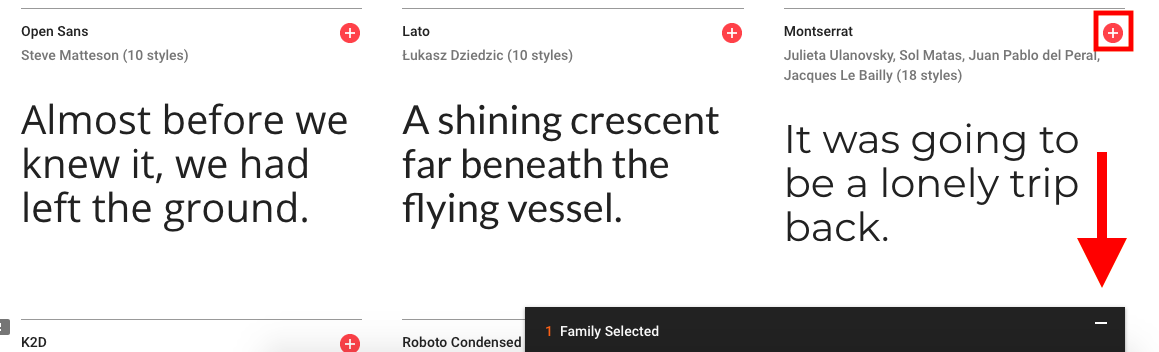 Open Sans
Steve Matteson (10 styles)
Almost before we
knew it, we had
left the ground.
Lato
Łukasz Dziedzic (10 styles)
A shining crescent
far beneath the
flying vessel.
Montserrat
Julieta Ulanovsky, Sol Matas, Juan Pablo del Peral,
Jacques Le Bailly (18 styles)
It was going to
be a lonely trip
back.
K2D
Roboto Condensed
1 Family Selected